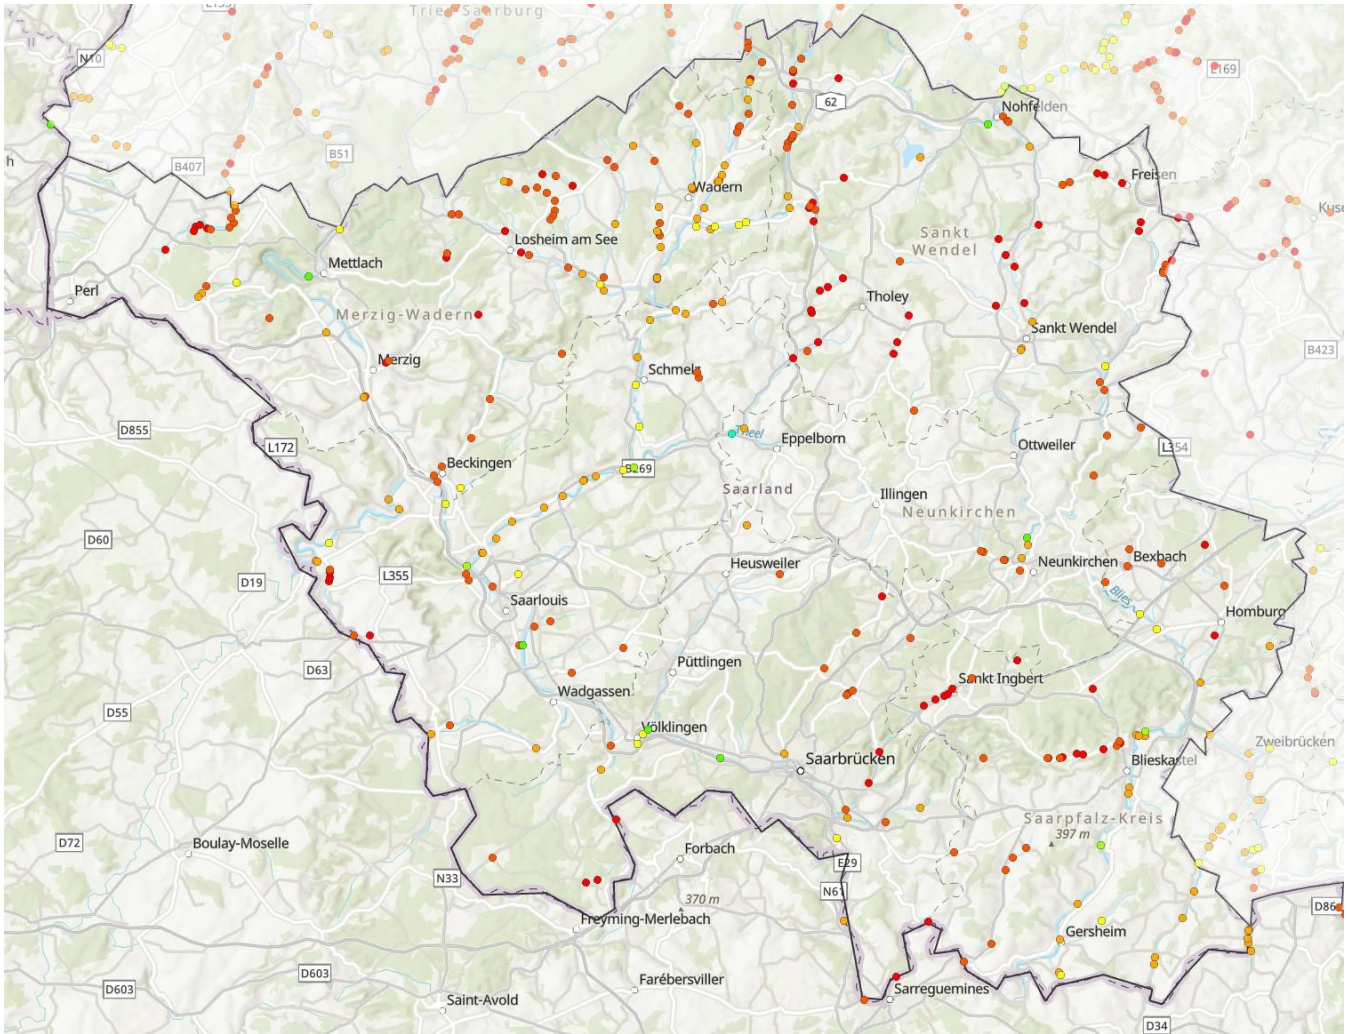 Trier-Saarburg
N10
L169
62
Nohfelden
B407
B51
h
Freisen
Wadern
Kusc
Losheim am See
Sankt
Wendel
Mettlach
Perl
Tholey
Merzig-Wadern
Sankt Wendel
B423
Merzig
Schmelz
D855
Theel
Eppelborn
L172
Ottweiler
L354
Beckingen
B269
Saarland
Illingen
Neunkirchen
D60
Heusweiler
Neunkirchen
Bexbach
D19
L355
Blies
Saarlouis
Homburg
D63
Püttlingen
Sankt Ingbert
Wadgassen
D55
Völklingen
Zweibrücken
Saarbrücken
Blieskastel
Saarpfalz-Kreis
397 m
D72
Boulay-Moselle
Forbach
E29
N33
N61
370 m
D86
Freyming-Merlebach
Gersheim
D603
D603
Farébersviller
Sarreguemines
Saint-Avold
D34